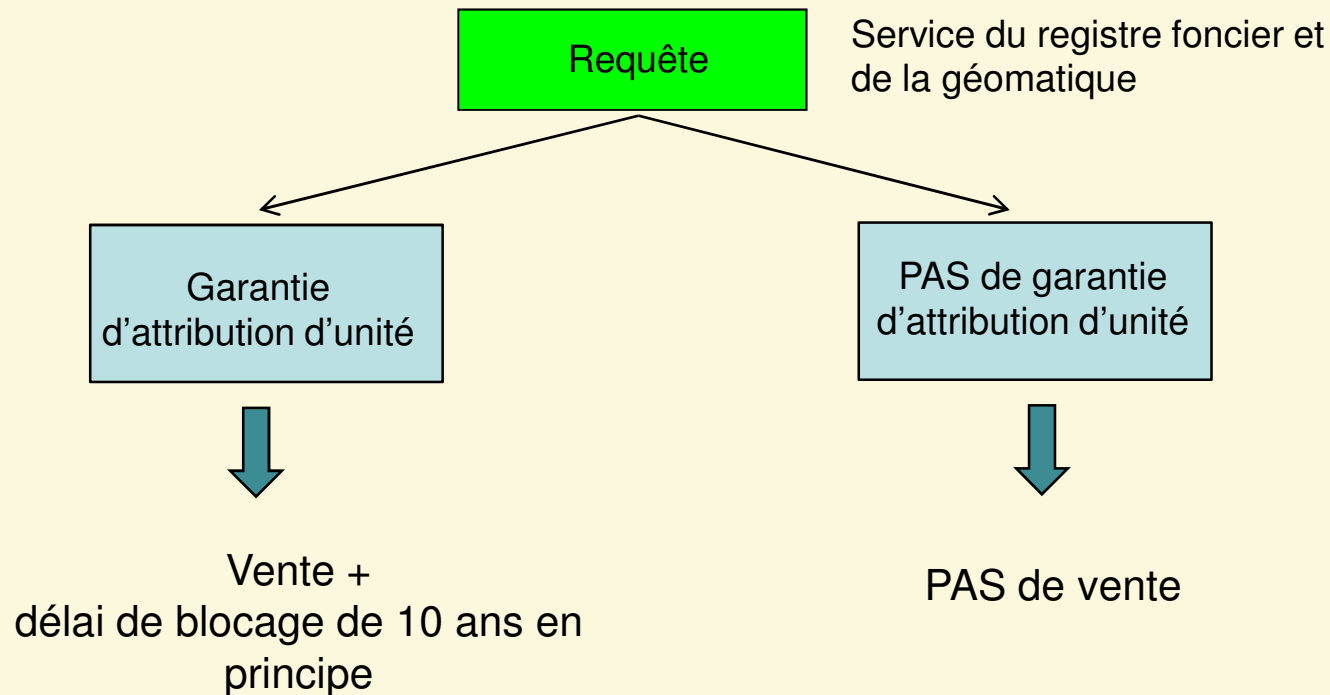 Requête
Service du registre foncier et
de la géomatique
Garantie
d’attribution d’unité
PAS de garantie
d’attribution d’unité
Vente +
délai de blocage de 10 ans en
principe
PAS de vente